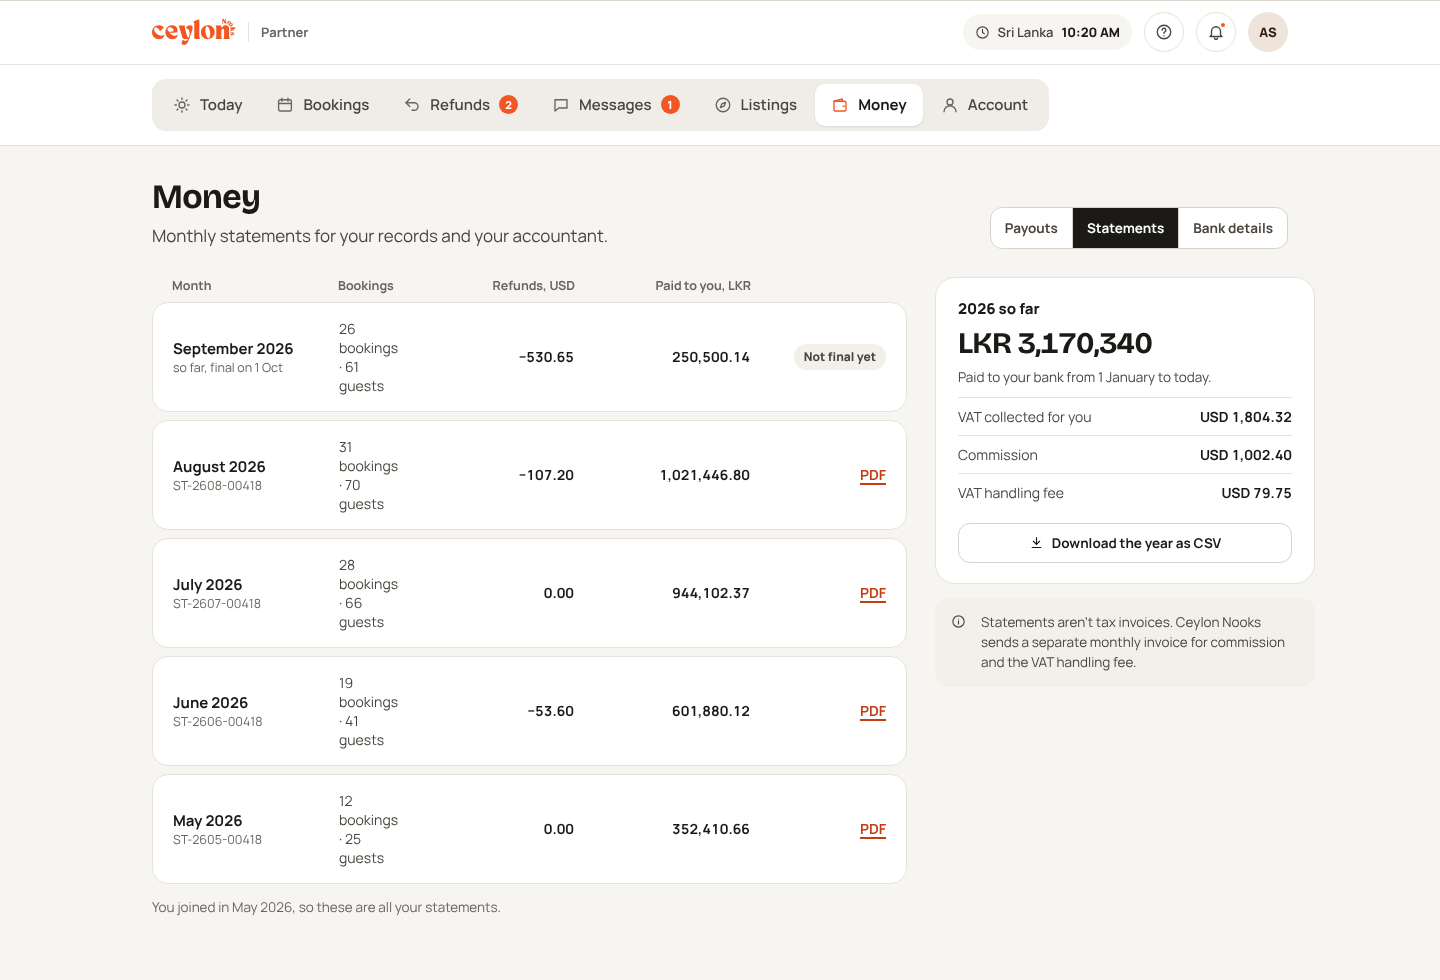 ceylon Nooks
Partner
Sri Lanka 10:20 AM
AS
Today
Bookings
Refunds 2
Messages 1
Listings
Money
Account
Money
Monthly statements for your records and your accountant.
Payouts
Statements
Bank details
Month Bookings Refunds, USD Paid to you, LKR
September 2026
so far, final on 1 Oct
26
bookings
· 61
guests
−530.65
250,500.14
Not final yet
August 2026
ST-2608-00418
31
bookings
· 70
guests
−107.20
1,021,446.80
PDF
July 2026
ST-2607-00418
28
bookings
· 66
guests
0.00
944,102.37
PDF
June 2026
ST-2606-00418
19
bookings
· 41
guests
−53.60
601,880.12
PDF
May 2026
ST-2605-00418
12
bookings
· 25
guests
0.00
352,410.66
PDF
You joined in May 2026, so these are all your statements.
2026 so far
LKR 3,170,340
Paid to your bank from 1 January to today.
VAT collected for you USD 1,804.32
Commission USD 1,002.40
VAT handling fee USD 79.75
Download the year as CSV
Statements aren't tax invoices. Ceylon Nooks
sends a separate monthly invoice for commission
and the VAT handling fee.